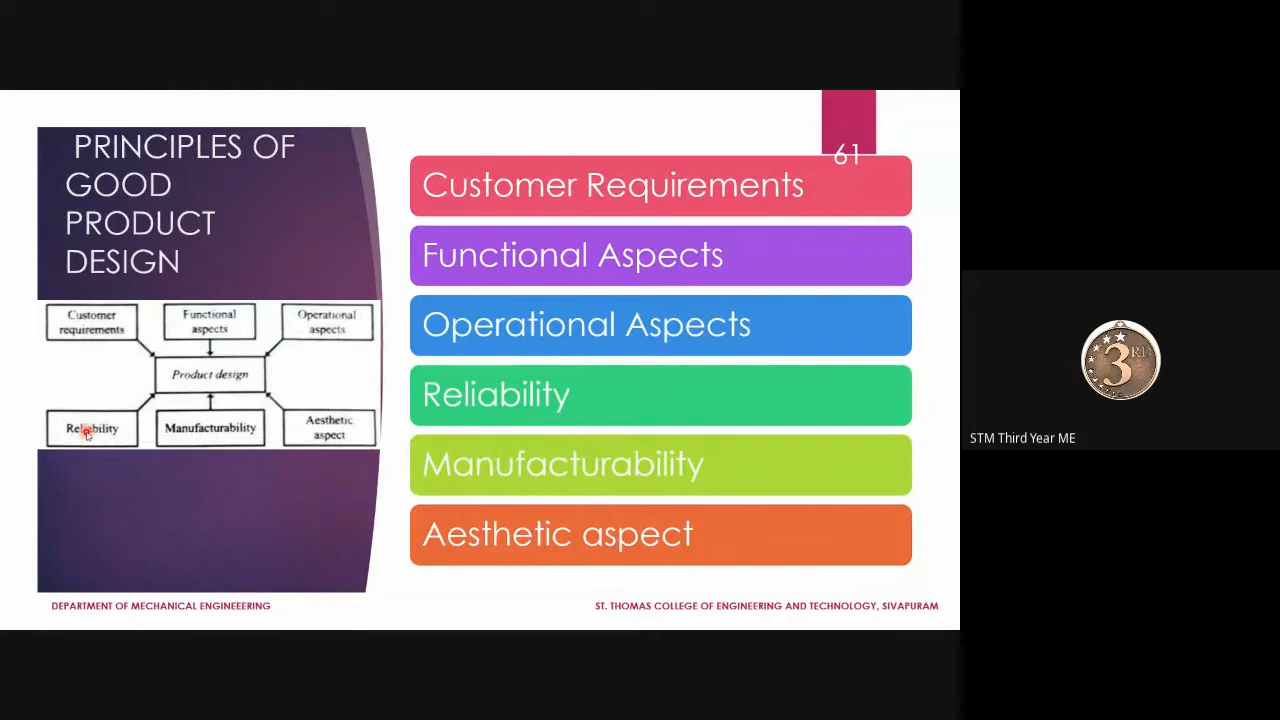 PRINCIPLES OF
GOOD
PRODUCT
DESIGN
Customer
requirements
Functional
aspects
Operational
aspects
Product design
Reliability
Manufacturability
Aesthetic
aspect
61
Customer Requirements
Functional Aspects
Operational Aspects
Reliability
Manufacturability
Aesthetic aspect
DEPARTMENT OF MECHANICAL ENGINEEERING
ST. THOMAS COLLEGE OF ENGINEERING AND TECHNOLOGY, SIVAPURAM
3RD
STM Third Year ME